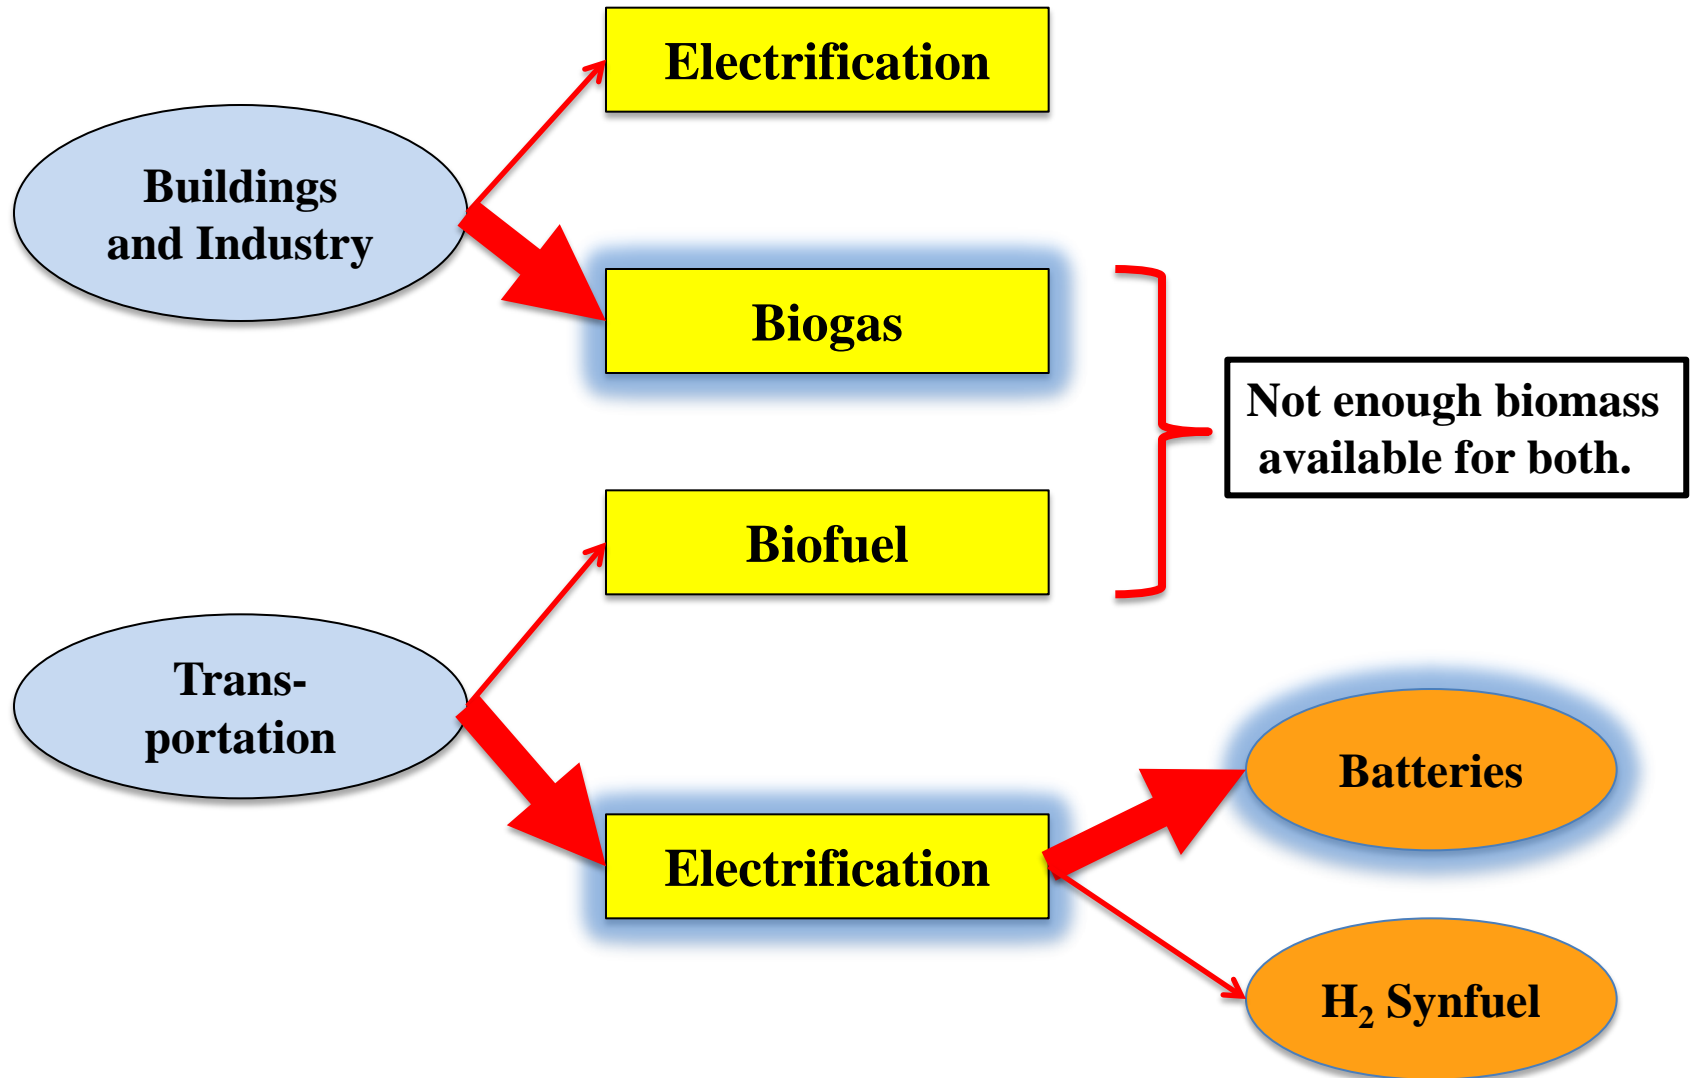 Electrification
Buildings
and Industry
Biogas
Not enough biomass
available for both.
Biofuel
Trans-
portation
Batteries
Electrification
H₂ Synfuel